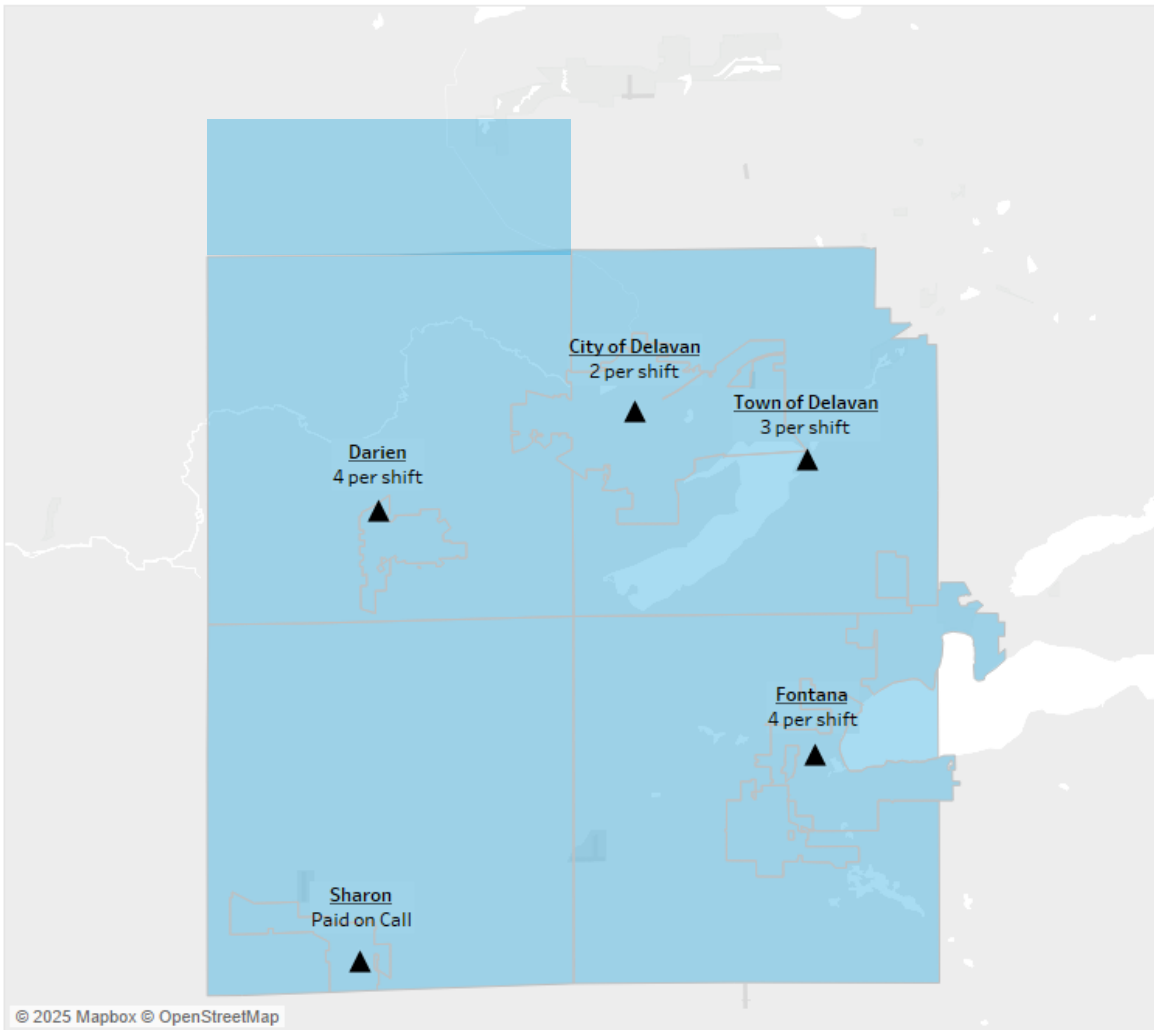 City of Delavan
2 per shift
Town of Delavan
3 per shift
Darien
4 per shift
Fontana
4 per shift
Sharon
Paid on Call
© 2025 Mapbox © OpenStreetMap